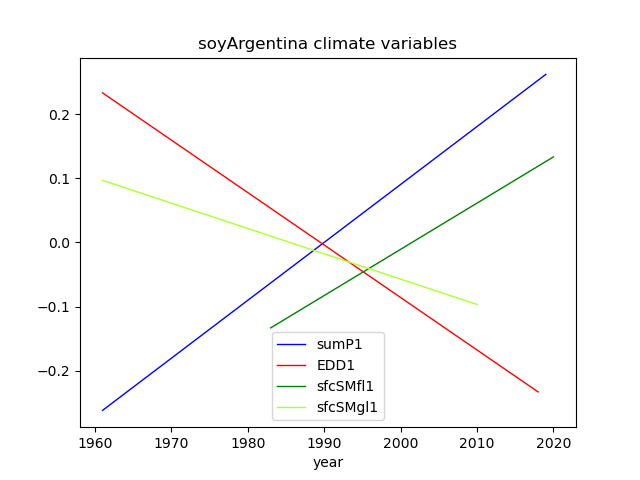 soyArgentina climate variables
0.2
0.1
0.0
−0.1
−0.2
sumP1
EDD1
sfcSMfl1
sfcSMgl1
1960 1970 1980 1990 2000 2010 2020
year